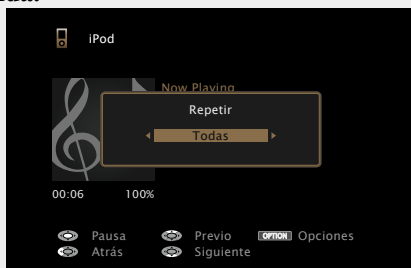 iPod
Now Playing
Repetir
Todas
00:06 100%
Pausa Previo OPTION Opciones
Atrás Siguiente